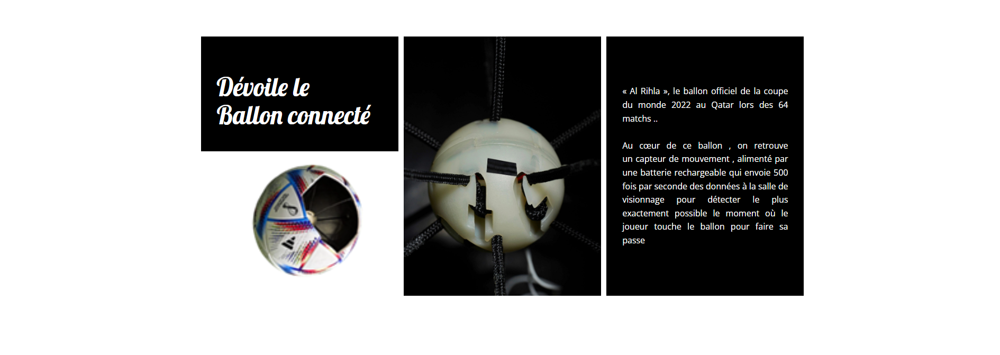 Dévoile le
Ballon connecté
« Al Rihla », le ballon officiel de la coupe
du monde 2022 au Qatar lors des 64
matchs ..
Au cœur de ce ballon , on retrouve
un capteur de mouvement , alimenté par
une batterie rechargeable qui envoie 500
fois par seconde des données à la salle de
visionnage pour détecter le plus
exactement possible le moment où le
joueur touche le ballon pour faire sa
passe